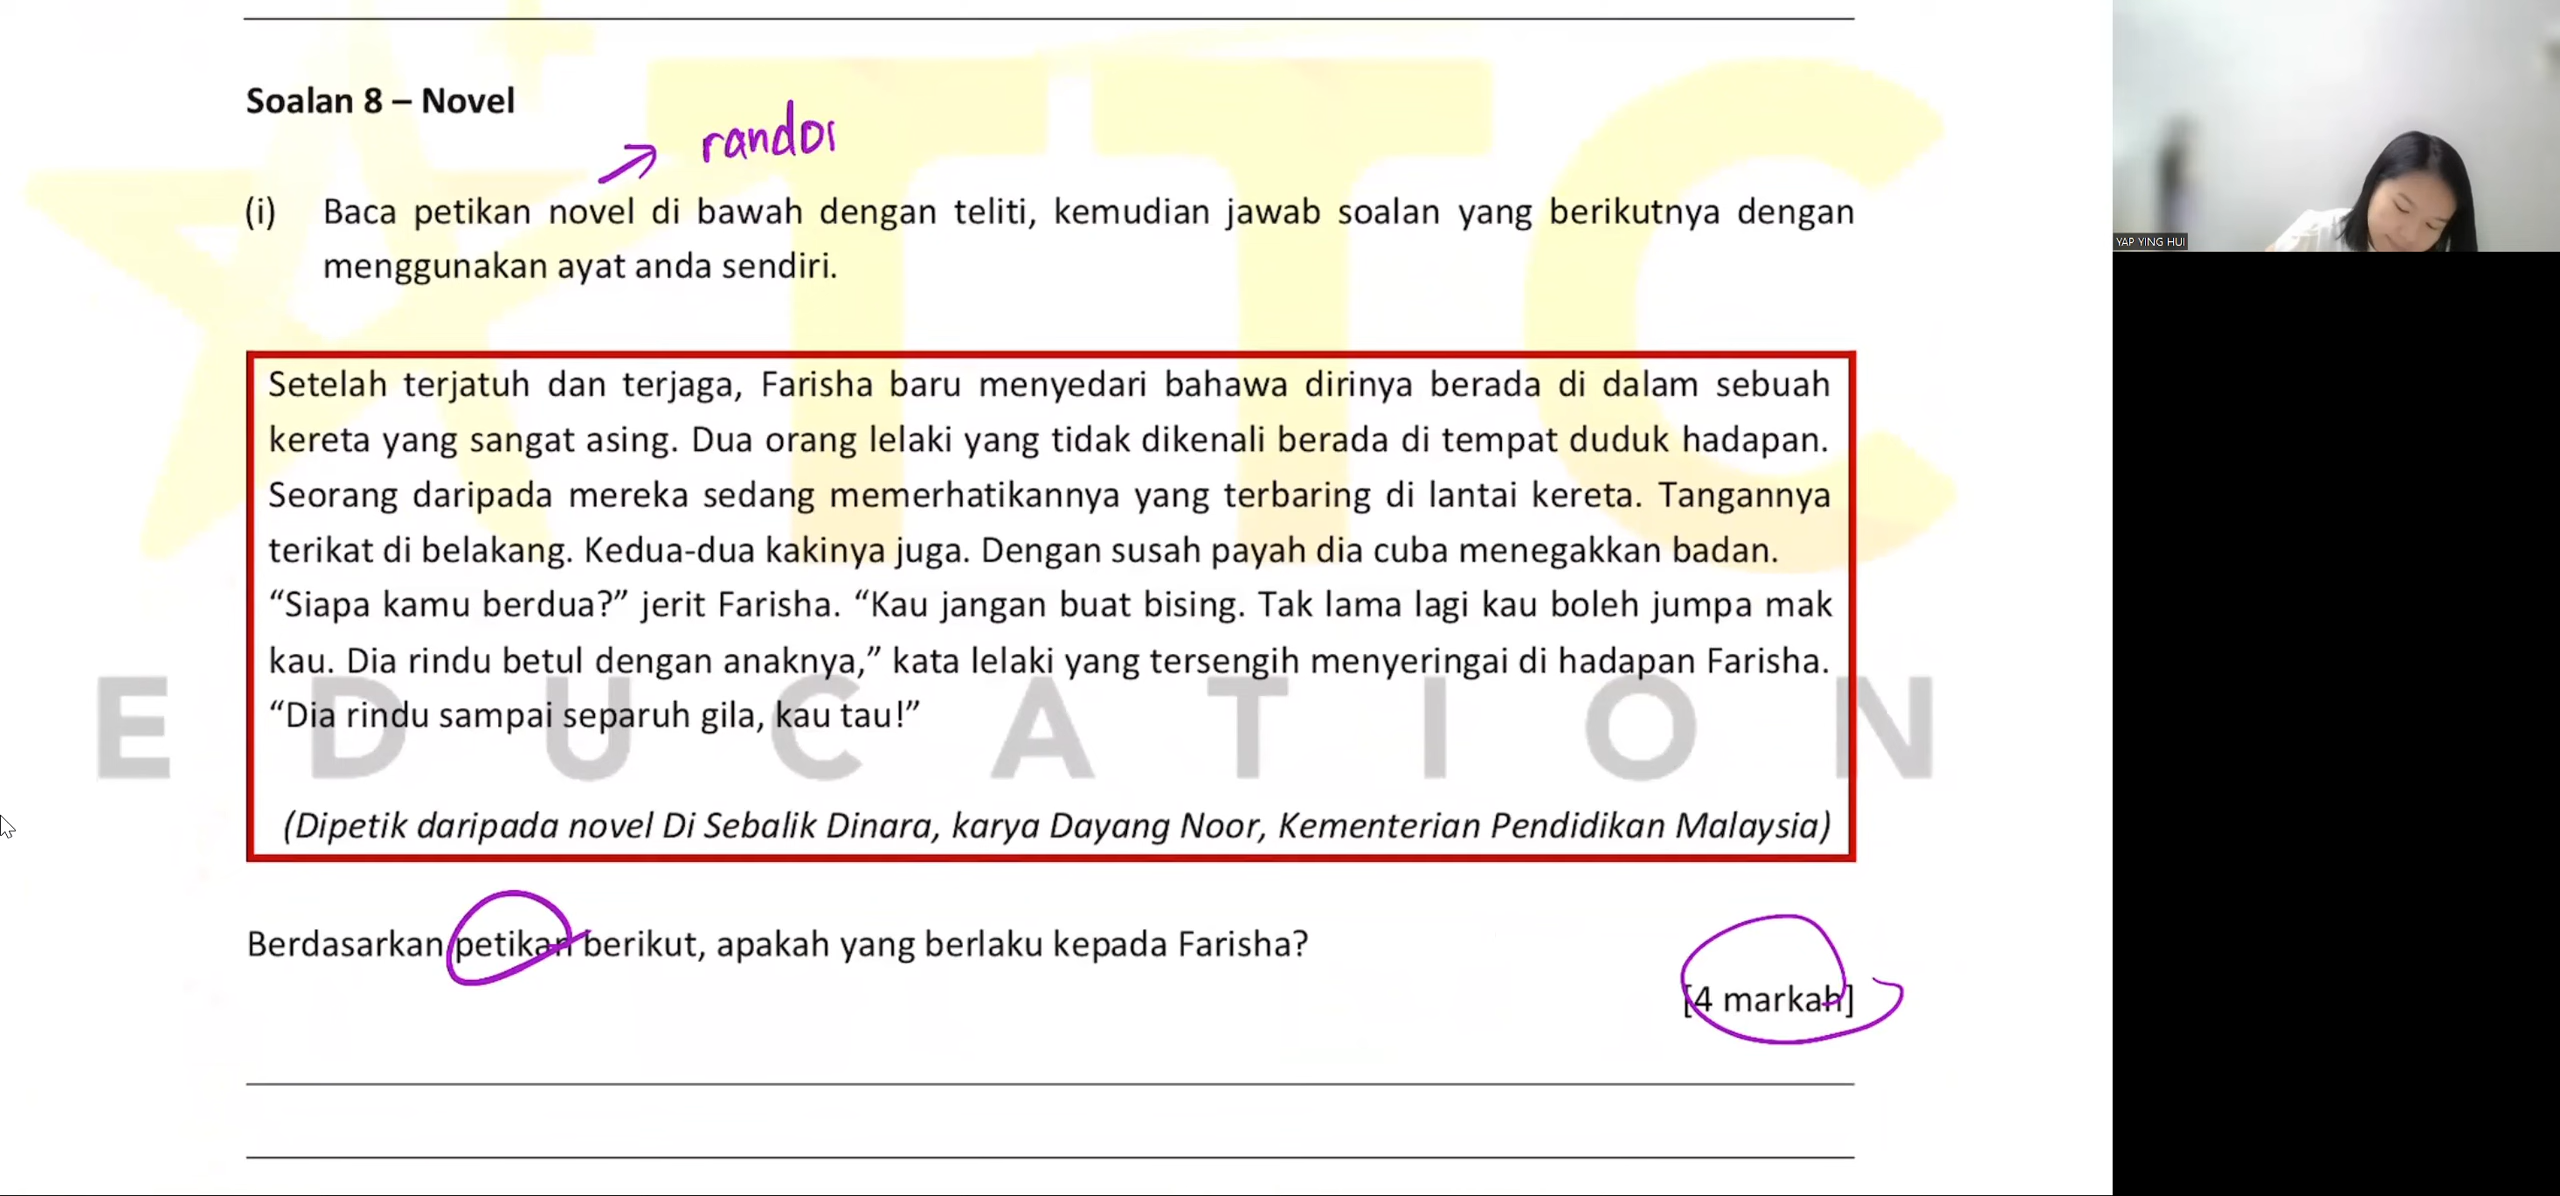 Soalan 8 – Novel
rando
(i) Baca petikan novel di bawah dengan teliti, kemudian jawab soalan yang berikutnya dengan
menggunakan ayat anda sendiri.
YAP YING HUI
Setelah terjatuh dan terjaga, Farisha baru menyedari bahawa dirinya berada di dalam sebuah
kereta yang sangat asing. Dua orang lelaki yang tidak dikenali berada di tempat duduk hadapan.
Seorang daripada mereka sedang memerhatikannya yang terbaring di lantai kereta. Tangannya
terikat di belakang. Kedua-dua kakinya juga. Dengan susah payah dia cuba menegakkan badan.
“Siapa kamu berdua?” jerit Farisha. “Kau jangan buat bising. Tak lama lagi kau boleh jumpa mak
kau. Dia rindu betul dengan anaknya,” kata lelaki yang tersengih menyeringai di hadapan Farisha.
“Dia rindu sampai separuh gila, kau tau!”
(Dipetik daripada novel Di Sebalik Dinara, karya Dayang Noor, Kementerian Pendidikan Malaysia)
Berdasarkan petikan berikut, apakah yang berlaku kepada Farisha?
[4 markah]
TTC
EDUCATION